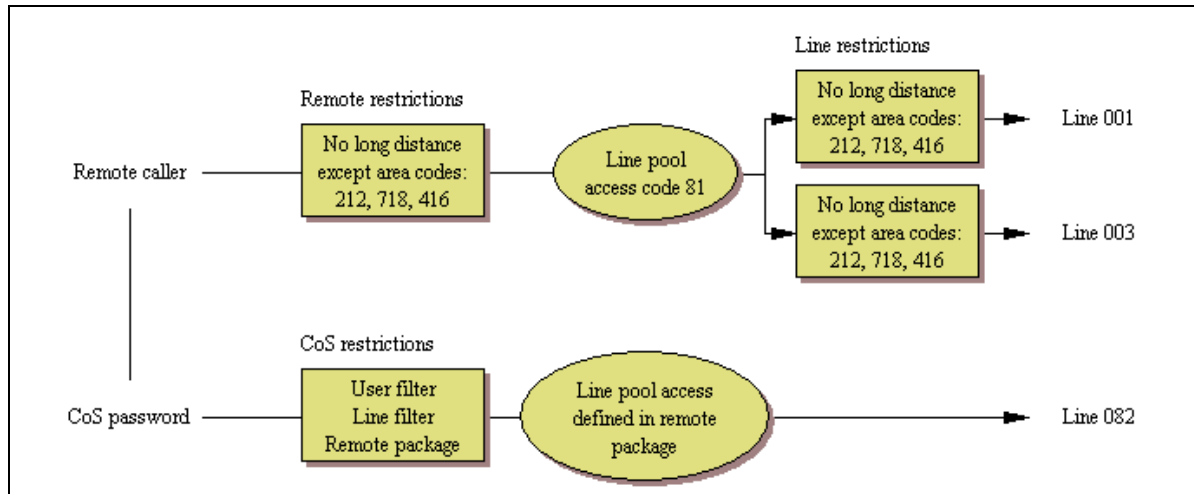 Line restrictions
Remote restrictions
No long distance
except area codes:
212, 718, 416
Line 001
Remote caller
No long distance
except area codes:
212, 718, 416
Line pool
access code 81
No long distance
except area codes:
212, 718, 416
Line 003
CoS restrictions
CoS password
User filter
Line filter
Remote package
Line pool access
defined in remote
package
Line 082